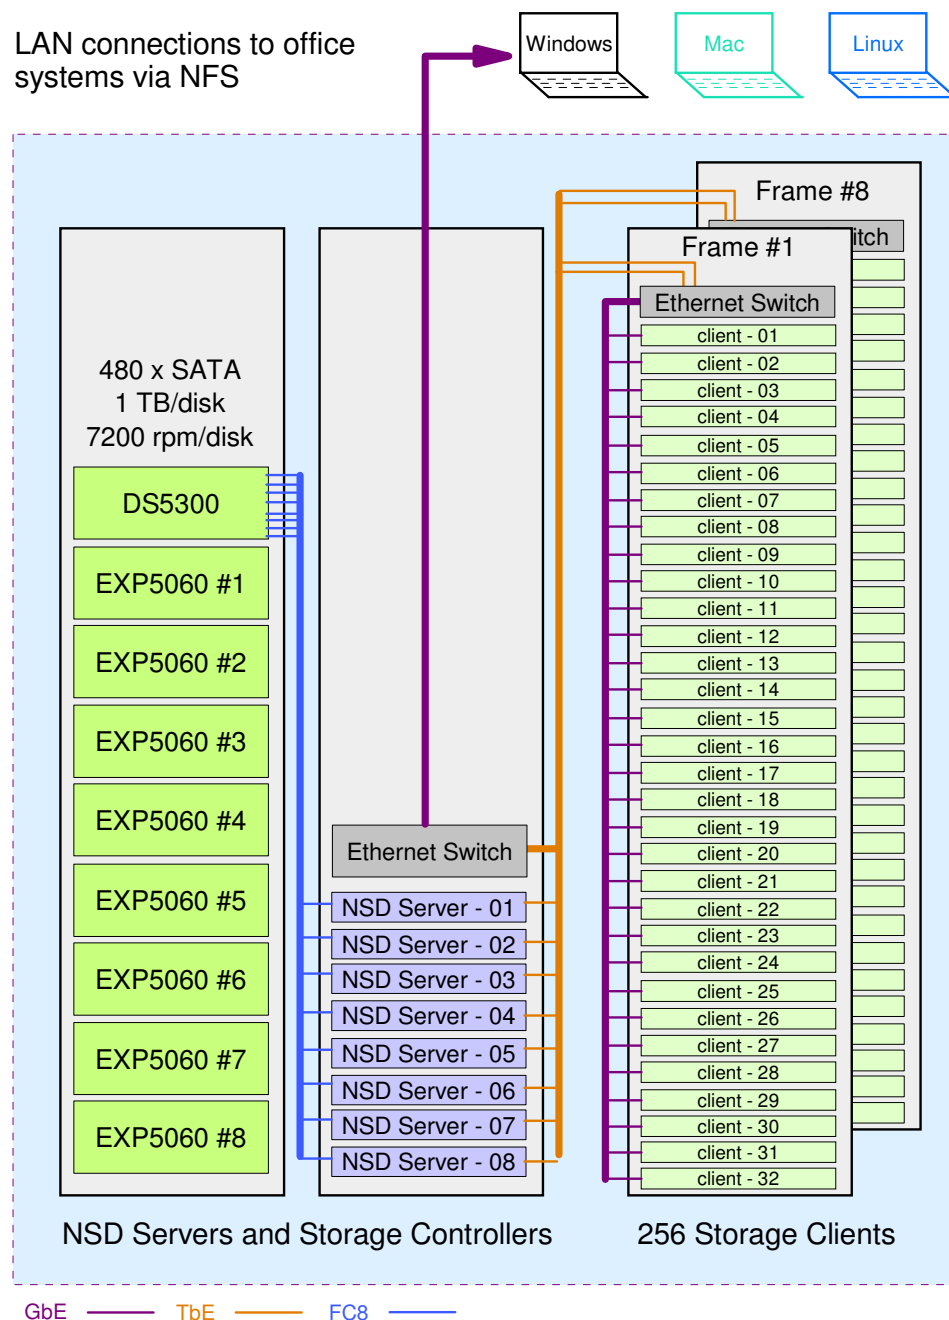 LAN connections to office
systems via NFS
Windows
Mac
Linux
Frame #8
itch
Frame #1
Ethernet Switch
client - 01
client - 02
client - 03
client - 04
client - 05
client - 06
client - 07
client - 08
client - 09
client - 10
client - 11
client - 12
client - 13
client - 14
client - 15
client - 16
client - 17
client - 18
client - 19
client - 20
client - 21
client - 22
client - 23
client - 24
client - 25
client - 26
client - 27
client - 28
client - 29
client - 30
client - 31
client - 32
480 x SATA
1 TB/disk
7200 rpm/disk
DS5300
EXP5060 #1
EXP5060 #2
EXP5060 #3
EXP5060 #4
EXP5060 #5
EXP5060 #6
EXP5060 #7
EXP5060 #8
Ethernet Switch
NSD Server - 01
NSD Server - 02
NSD Server - 03
NSD Server - 04
NSD Server - 05
NSD Server - 06
NSD Server - 07
NSD Server - 08
NSD Servers and Storage Controllers
256 Storage Clients
GbE
TbE
FC8